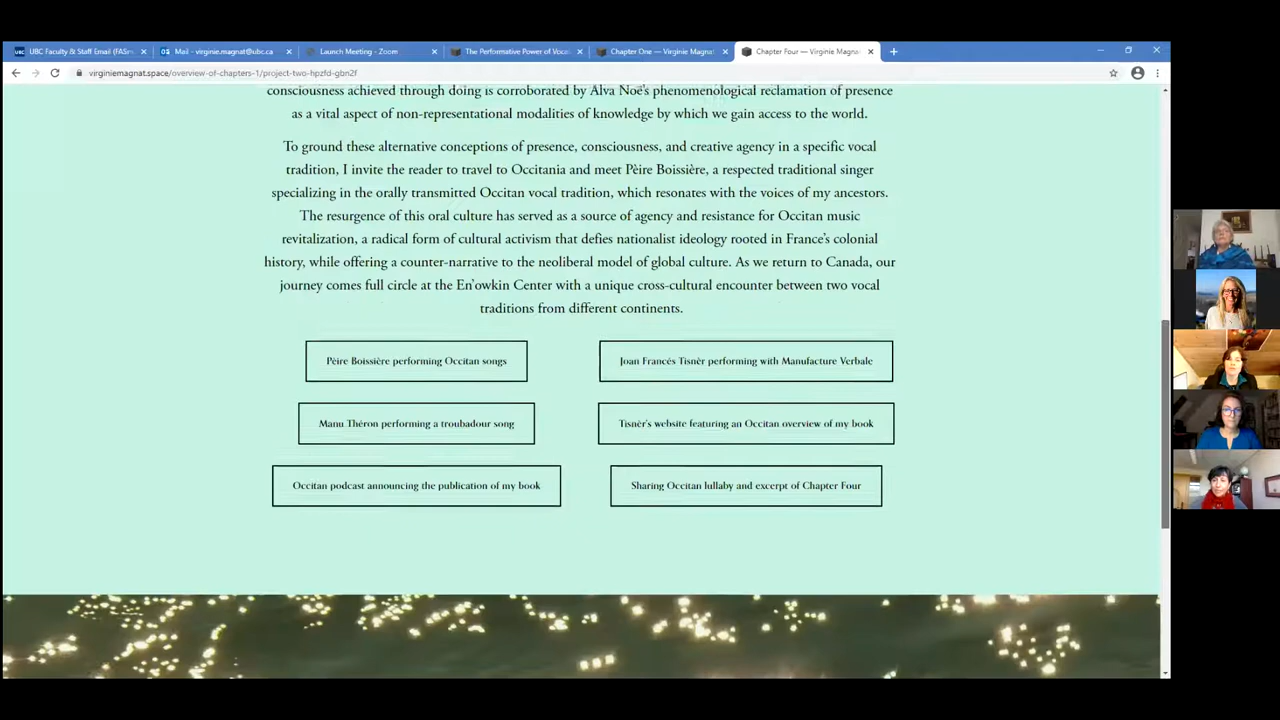 UBC Faculty & Staff Email (FASm
Mail - virginie.magnat@ubc.ca
Launch Meeting - Zoom
The Performative Power of Voca
Chapter One — Virginie Magnat
Chapter Four — Virginie Magna
virginiemagnat.space/overview-of-chapters-1/project-two-hpzfd-gbn2f
consciousness achieved through doing is corroborated by Alva Noë's phenomenological reclamation of presence
as a vital aspect of non-representational modalities of knowledge by which we gain access to the world.
To ground these alternative conceptions of presence, consciousness, and creative agency in a specific vocal
tradition, I invite the reader to travel to Occitania and meet Pèire Boissière, a respected traditional singer
specializing in the orally transmitted Occitan vocal tradition, which resonates with the voices of my ancestors.
The resurgence of this oral culture has served as a source of agency and resistance for Occitan music
revitalization, a radical form of cultural activism that defies nationalist ideology rooted in France's colonial
history, while offering a counter-narrative to the neoliberal model of global culture. As we return to Canada, our
journey comes full circle at the En'owkin Center with a unique cross-cultural encounter between two vocal
traditions from different continents.
Pèire Boissière performing Occitan songs
Joan Francés Tisnèr performing with Manufacture Verbale
Manu Théron performing a troubadour song
Tisnèr's website featuring an Occitan overview of my book
Occitan podcast announcing the publication of my book
Sharing Occitan lullaby and excerpt of Chapter Four